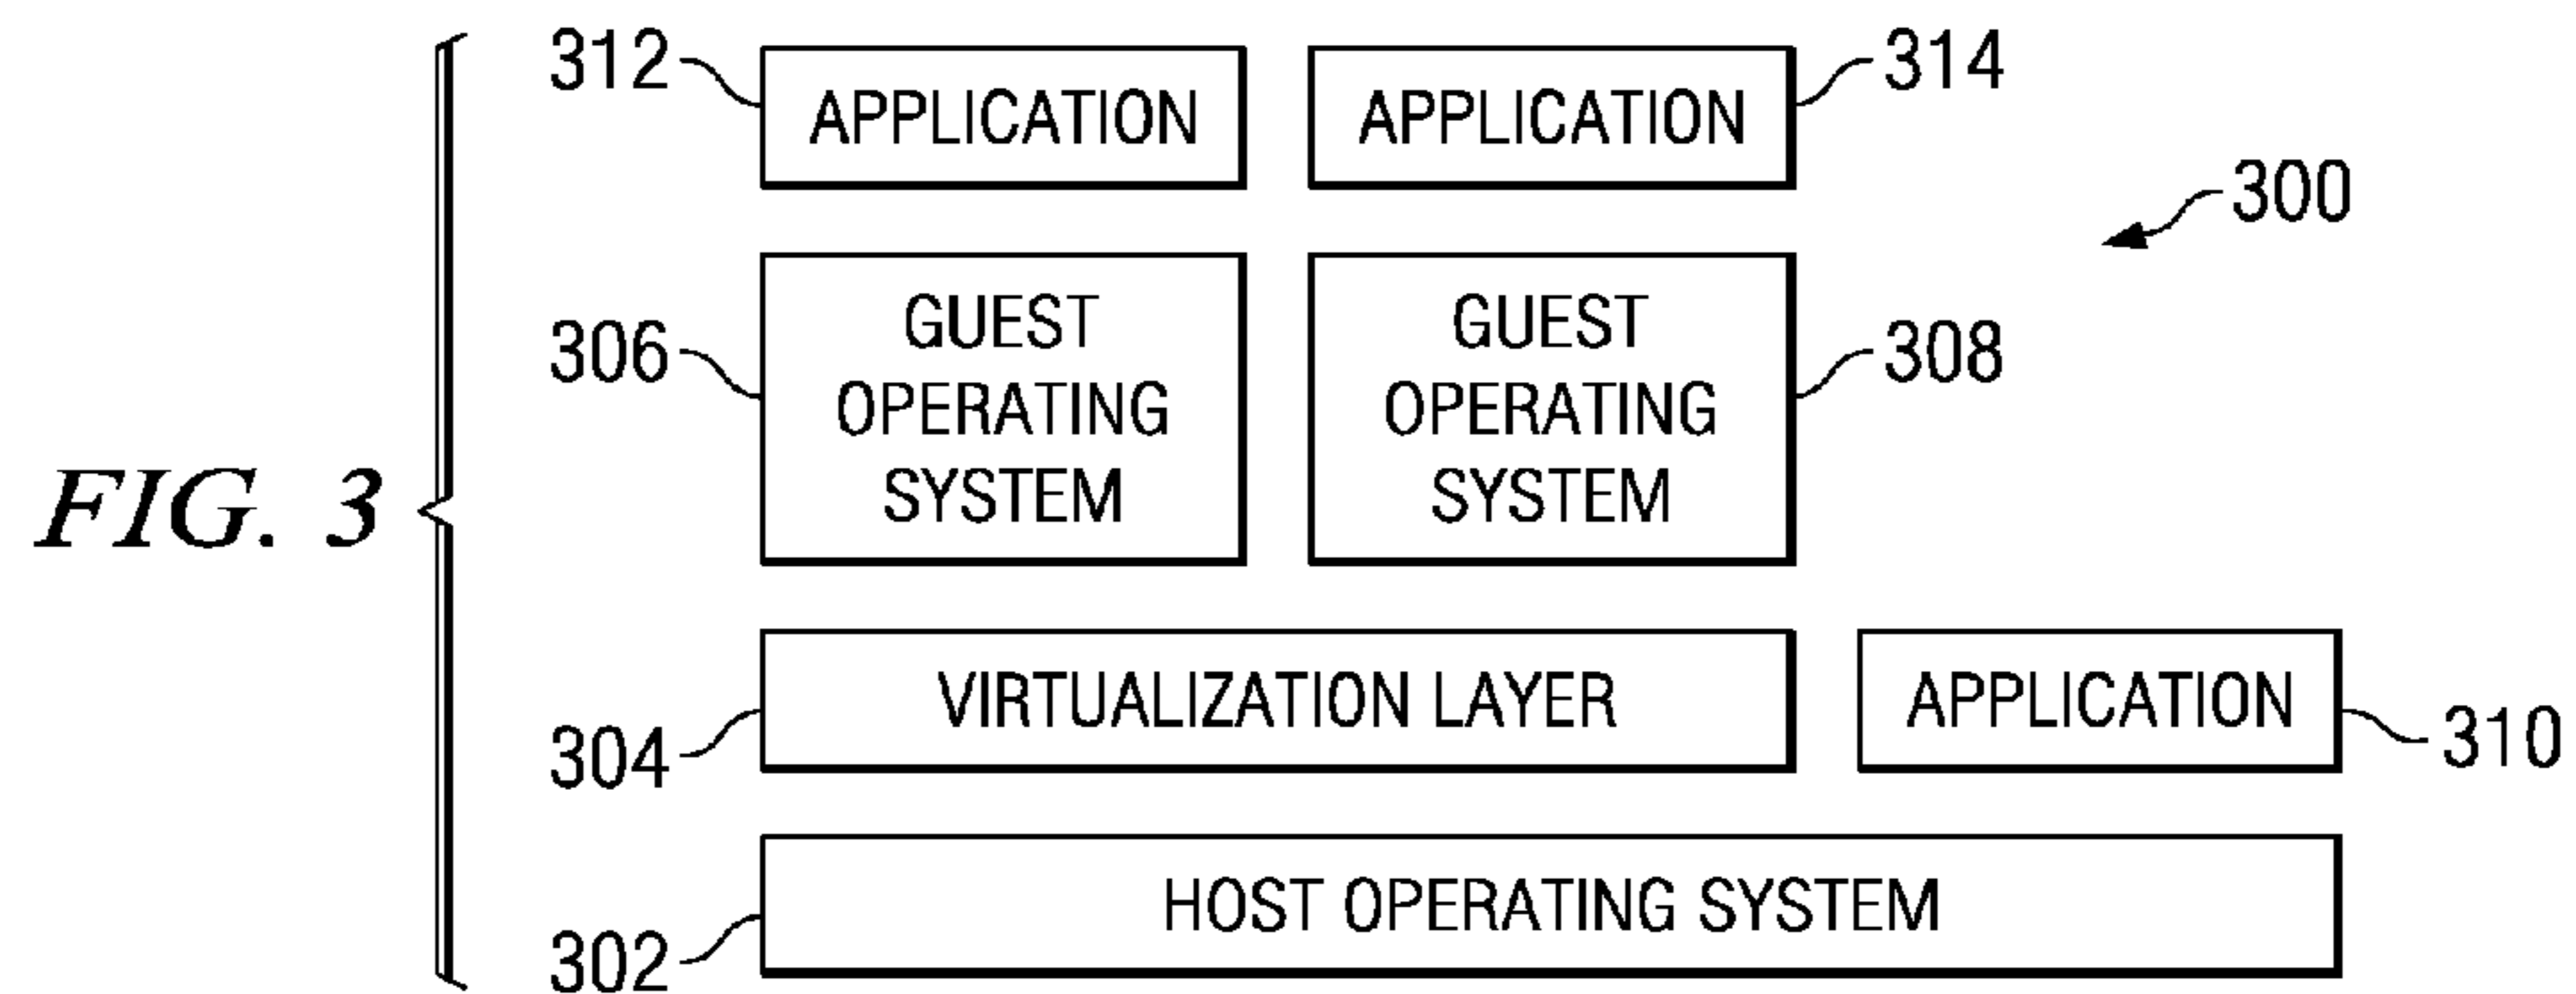 312
APPLICATION
APPLICATION
314
300
306
GUEST
OPERATING
SYSTEM
GUEST
OPERATING
SYSTEM
308
FIG. 3
304
VIRTUALIZATION LAYER
APPLICATION
310
302
HOST OPERATING SYSTEM